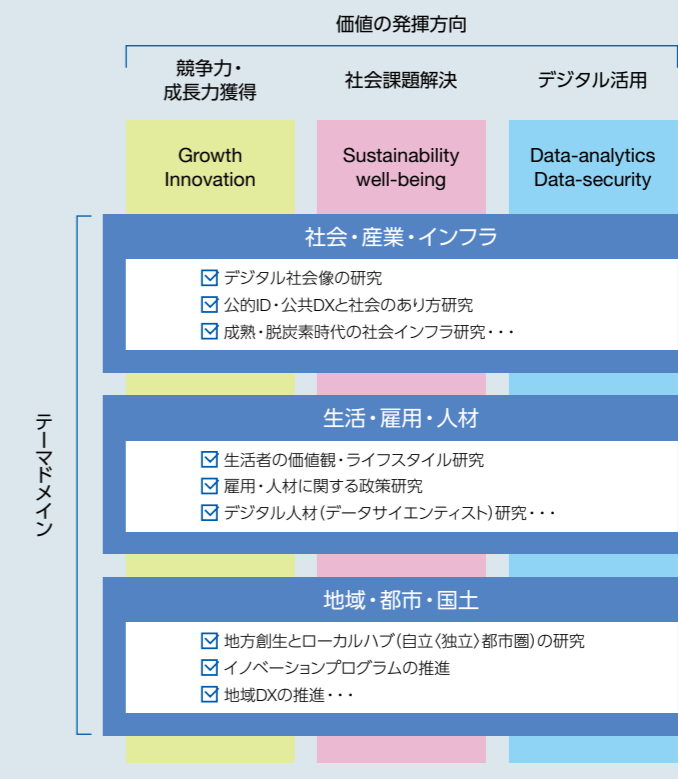 価値の発揮方向
競争力・
成長力獲得
社会課題解決
デジタル活用
Growth
Innovation
Sustainability
well-being
Data-analytics
Data-security
テーマドメイン
社会・産業・インフラ
デジタル社会像の研究
公的ID・公共DXと社会のあり方研究
成熟・脱炭素時代の社会インフラ研究・・・
生活・雇用・人材
生活者の価値観・ライフスタイル研究
雇用・人材に関する政策研究
デジタル人材(データサイエンティスト)研究・・・
地域・都市・国土
地方創生とローカルハブ(自立〈独立〉都市圏)の研究
イノベーションプログラムの推進
地域DXの推進・・・